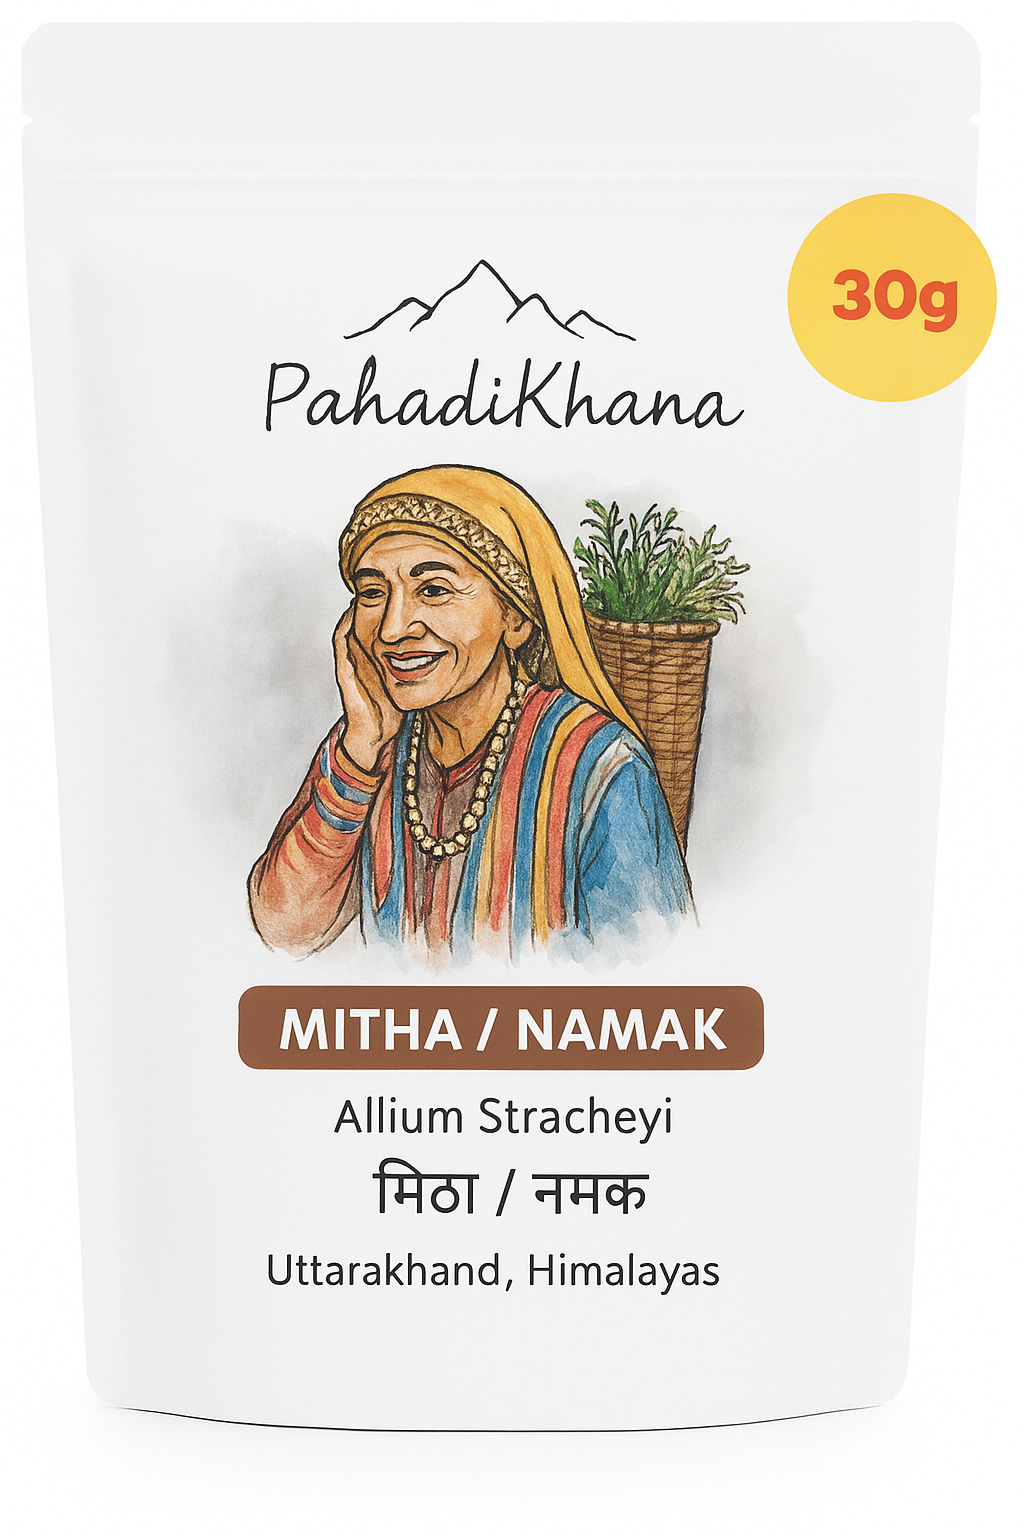 30g
PahadiKhana
MITHA / NAMAK
Allium Stracheyi
मिठा / नमक
Uttarakhand, Himalayas